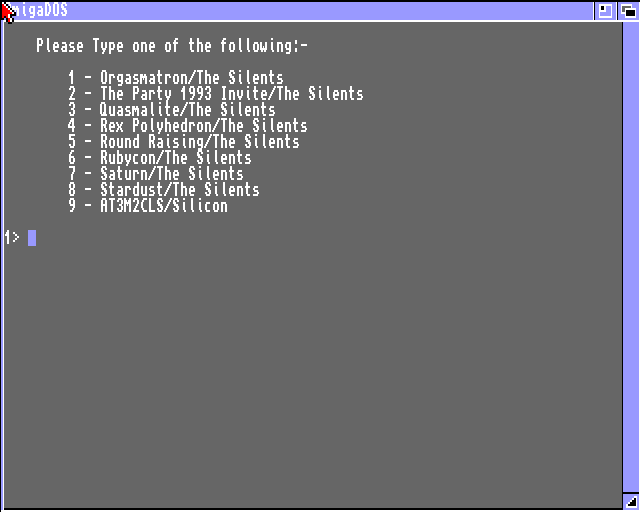 AmigaDOS
Please Type one of the following:-
1 - Orgasmatron/The Silents
2 - The Party 1993 Invite/The Silents
3 - Quasmalite/The Silents
4 - Rex Polyhedron/The Silents
5 - Round Raising/The Silents
6 - Rubycon/The Silents
7 - Saturn/The Silents
8 - Stardust/The Silents
9 - AT3M2CLS/Silicon
1>